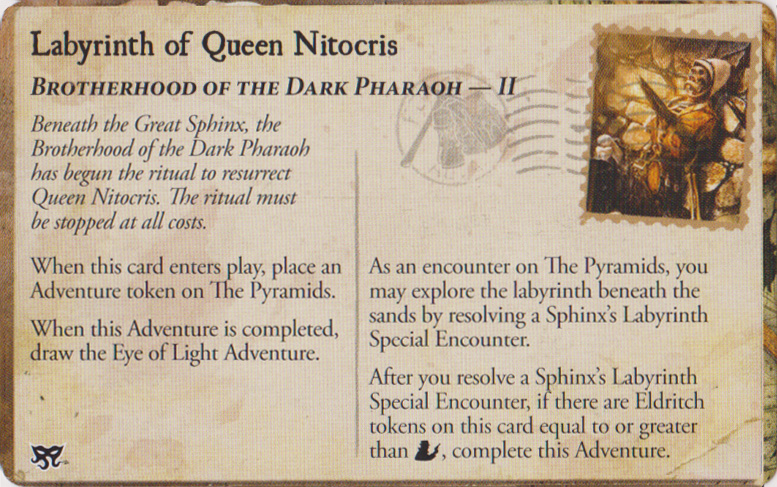 Labyrinth of Queen Nitocris
Brotherhood of the Dark Pharaoh — II
Beneath the Great Sphinx, the
Brotherhood of the Dark Pharaoh
has begun the ritual to resurrect
Queen Nitocris. The ritual must
be stopped at all costs.
When this card enters play, place an
Adventure token on The Pyramids.
When this Adventure is completed,
draw the Eye of Light Adventure.
As an encounter on The Pyramids, you
may explore the labyrinth beneath the
sands by resolving a Sphinx's Labyrinth
Special Encounter.
After you resolve a Sphinx's Labyrinth
Special Encounter, if there are Eldritch
tokens on this card equal to or greater
than , complete this Adventure.